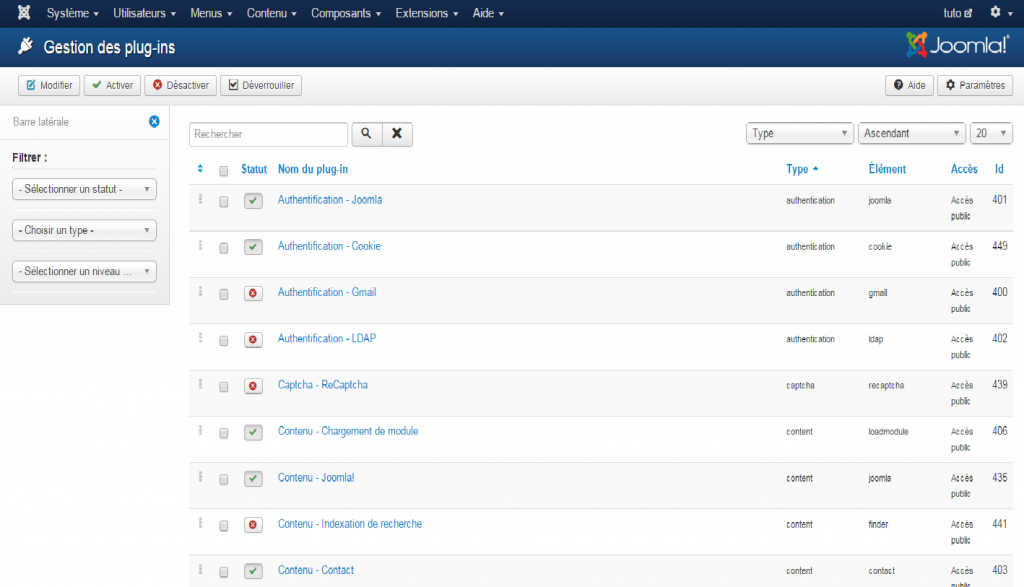 Système Utilisateurs Menus Contenu Composants Extensions Aide tuto
Gestion des plug-ins Joomla!
Modifier Activer Désactiver Déverrouiller Aide Paramètres
Barre latérale
Filtrer :
- Sélectionner un statut -
- Choisir un type -
- Sélectionner un niveau ...
Rechercher Type Ascendant 20
Statut Nom du plug-in Type Élément Accès Id
Authentification - Joomla authentication joomla Accès public 401
Authentification - Cookie authentication cookie Accès public 449
Authentification - Gmail authentication gmail Accès public 400
Authentification - LDAP authentication ldap Accès public 402
Captcha - ReCaptcha captcha recaptcha Accès public 439
Contenu - Chargement de module content loadmodule Accès public 406
Contenu - Joomla! content joomla Accès public 435
Contenu - Indexation de recherche content finder Accès public 441
Contenu - Contact content contact Accès public 403